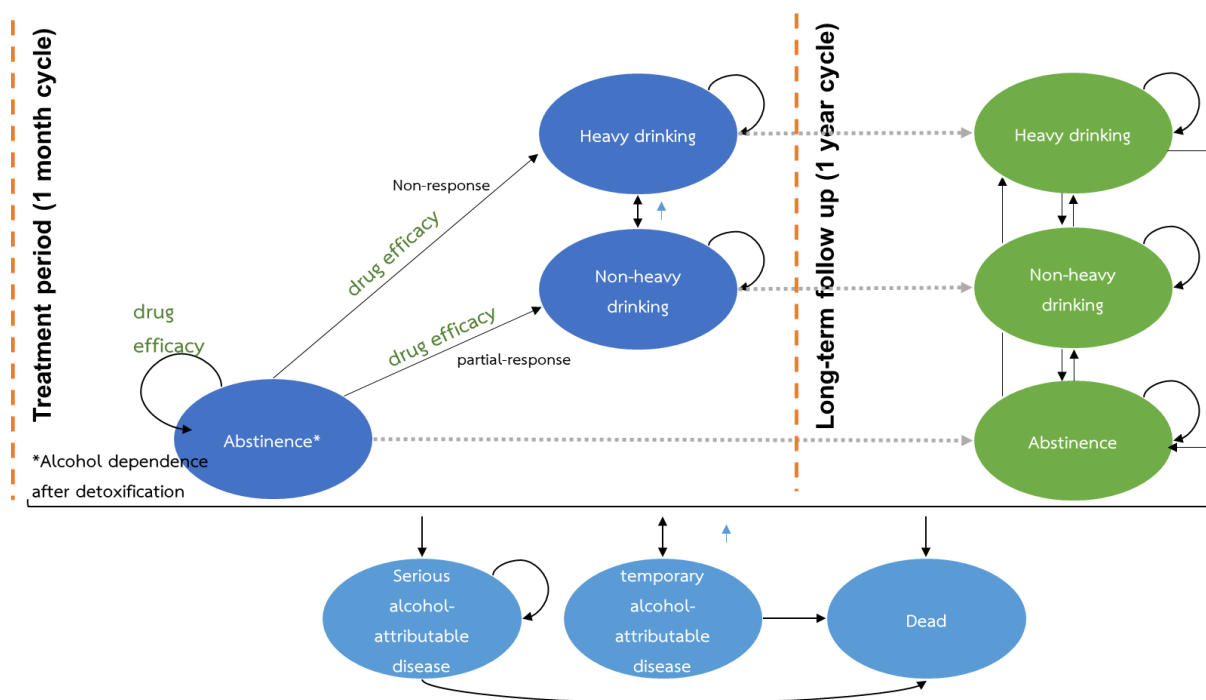 Treatment period (1 month cycle)
Long-term follow up (1 year cycle)
Heavy drinking
Heavy drinking
Non-response
drug efficacy
Non-heavy
drinking
Non-heavy
drinking
drug
efficacy
drug efficacy
partial-response
Abstinence*
Abstinence
*Alcohol dependence
after detoxification
Serious
alcohol-
attributable
disease
temporary
alcohol-
attributable
disease
Dead